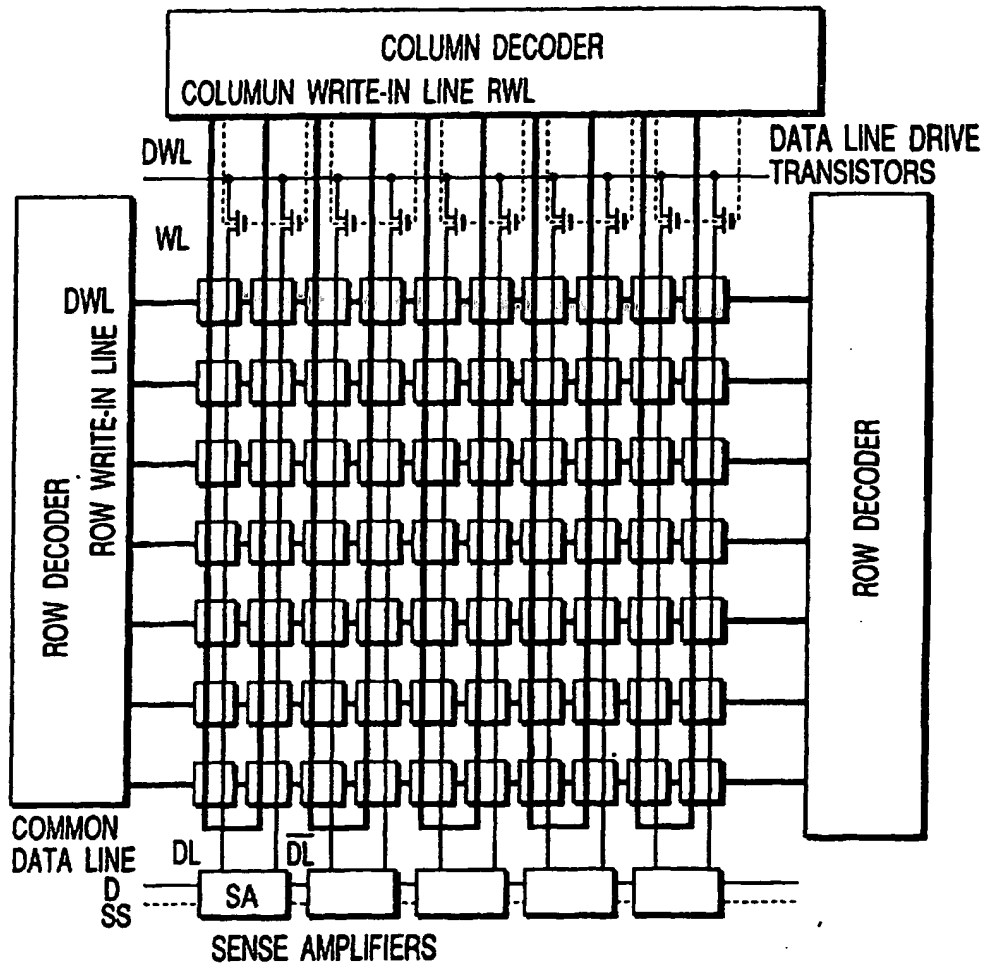 COLUMN DECODER
COLUMUN WRITE-IN LINE RWL
DWL
DATA LINE DRIVE
TRANSISTORS
WL
DWL
ROW WRITE-IN LINE
ROW DECODER
ROW DECODER
COMMON
DATA LINE
DL
D̅L̅
D
SS
SA
SENSE AMPLIFIERS